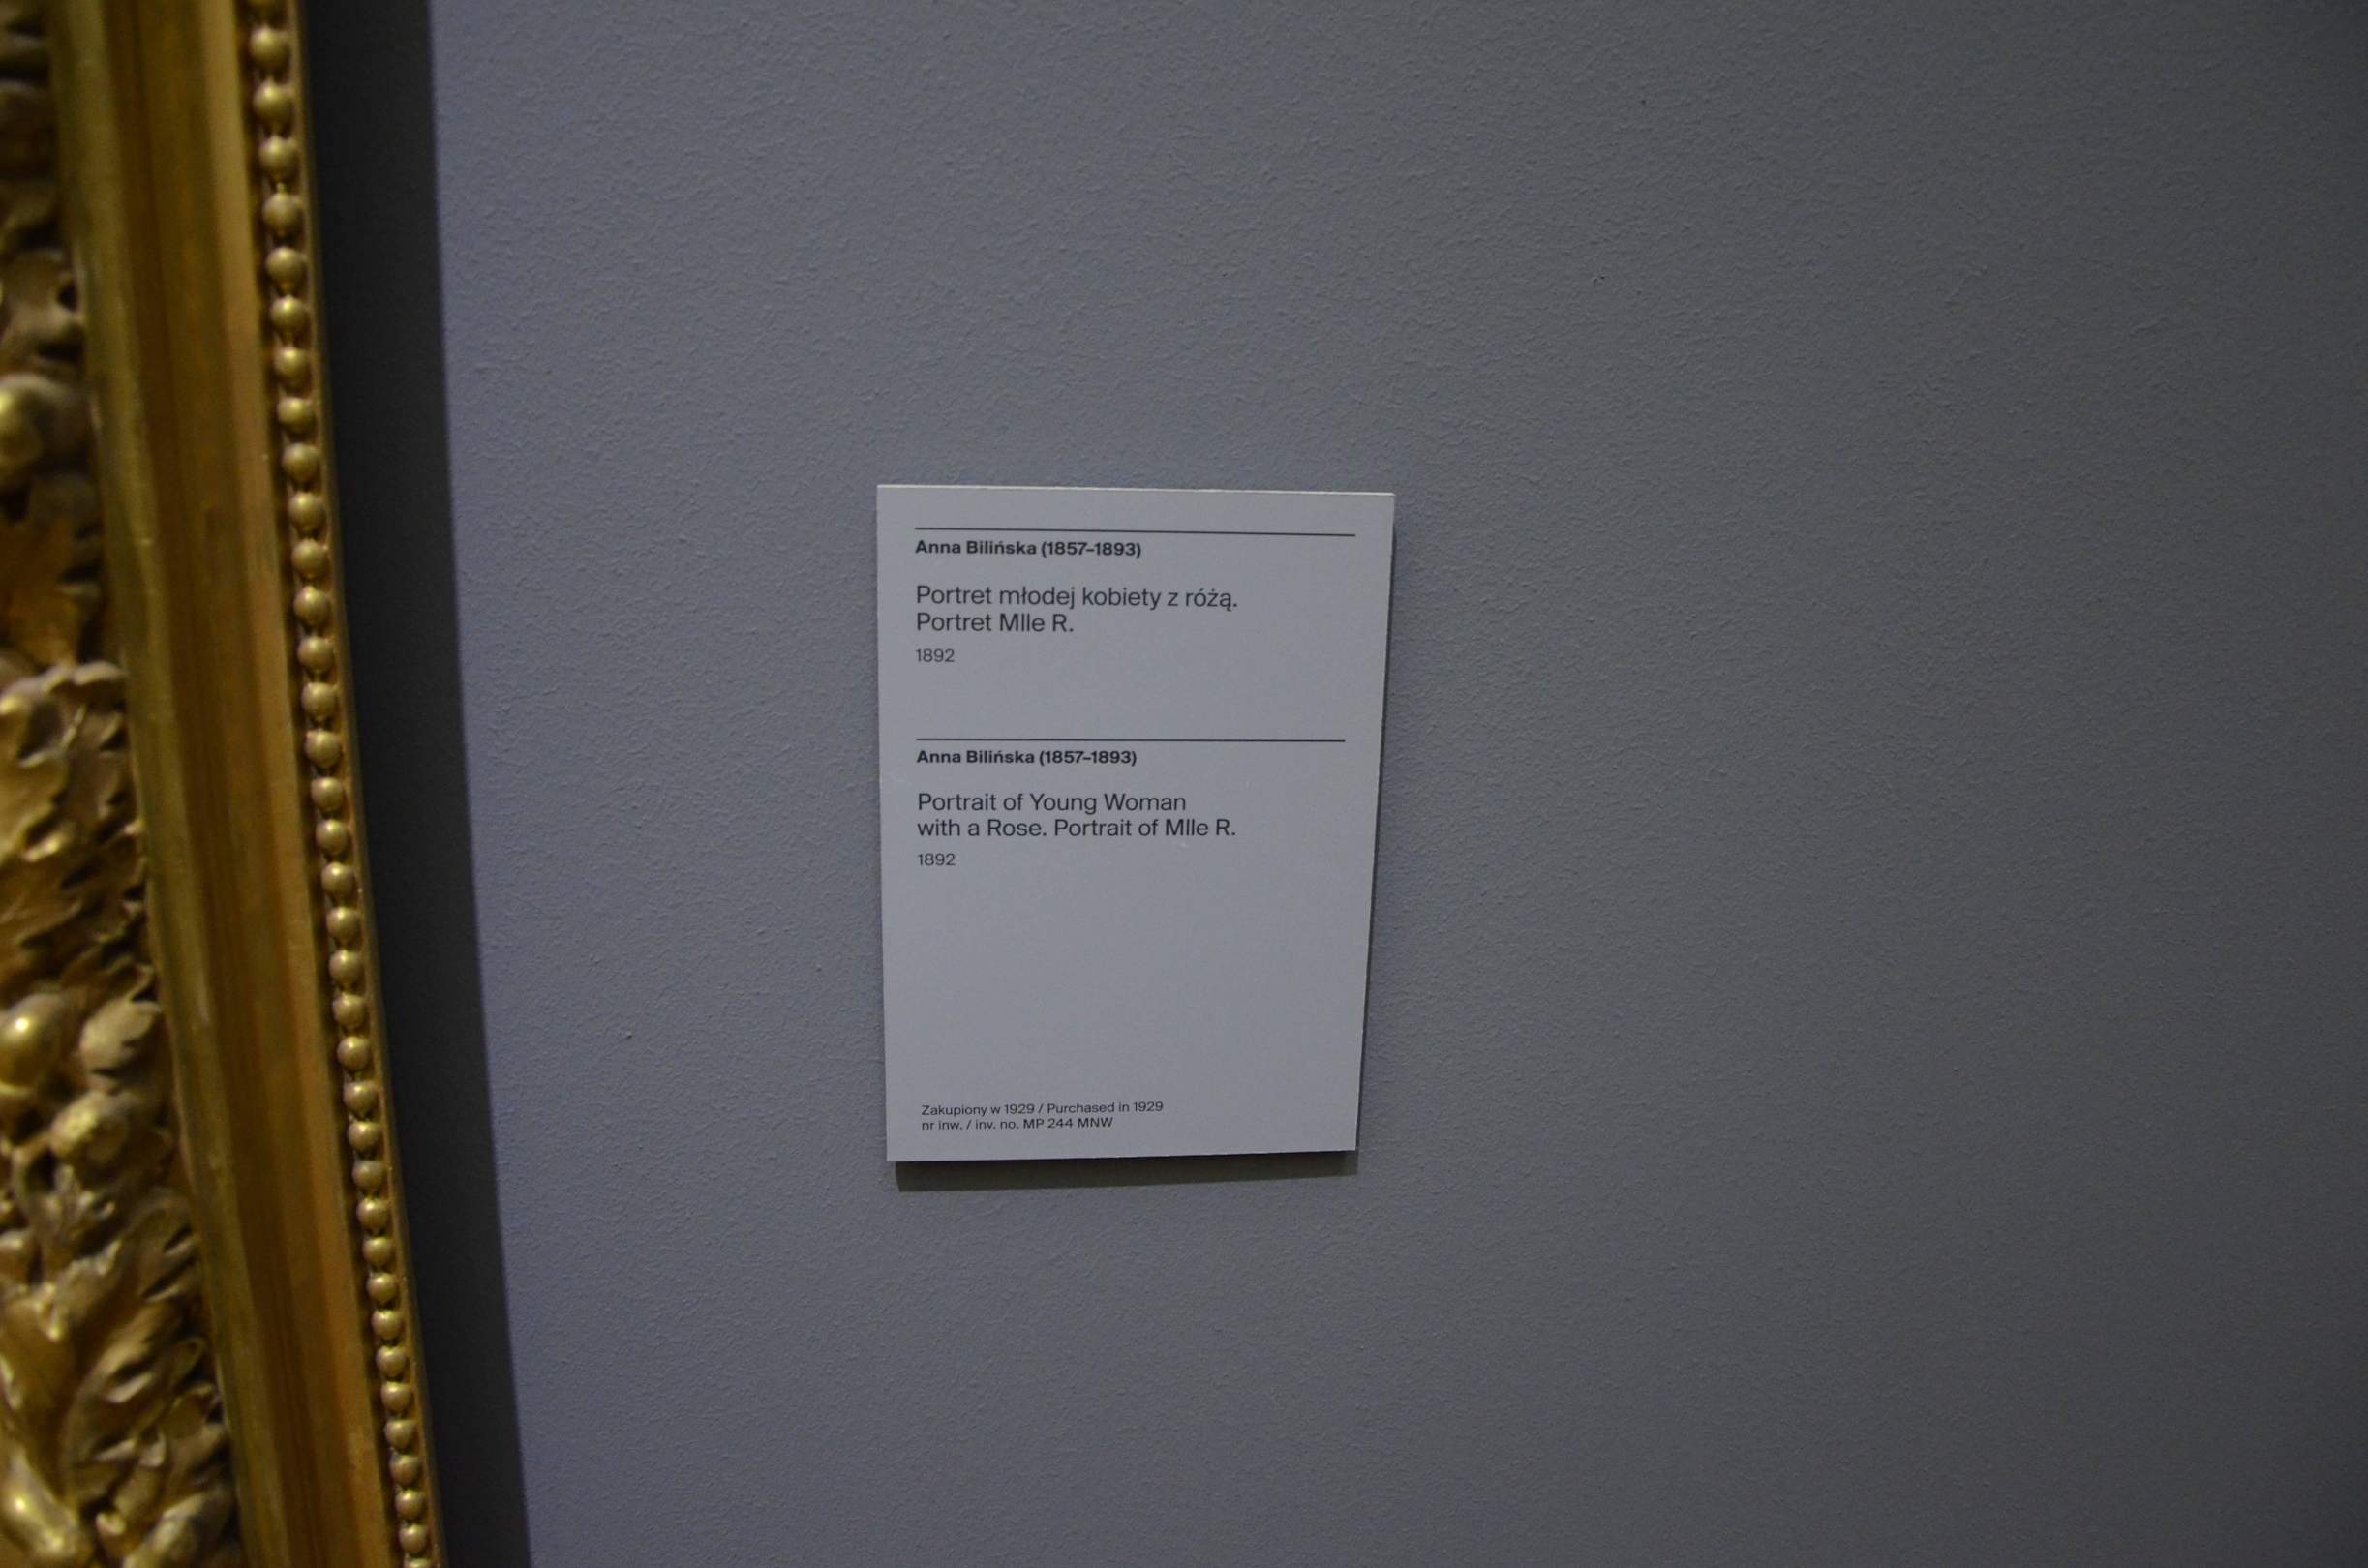 Anna Bilińska (1857–1893)
Portret młodej kobiety z różą.
Portret Mlle R.
1892
Anna Bilińska (1857–1893)
Portrait of Young Woman
with a Rose. Portrait of Mlle R.
1892
Zakupiony w 1929 / Purchased in 1929
nr inw. / inv. no. MP 244 MNW